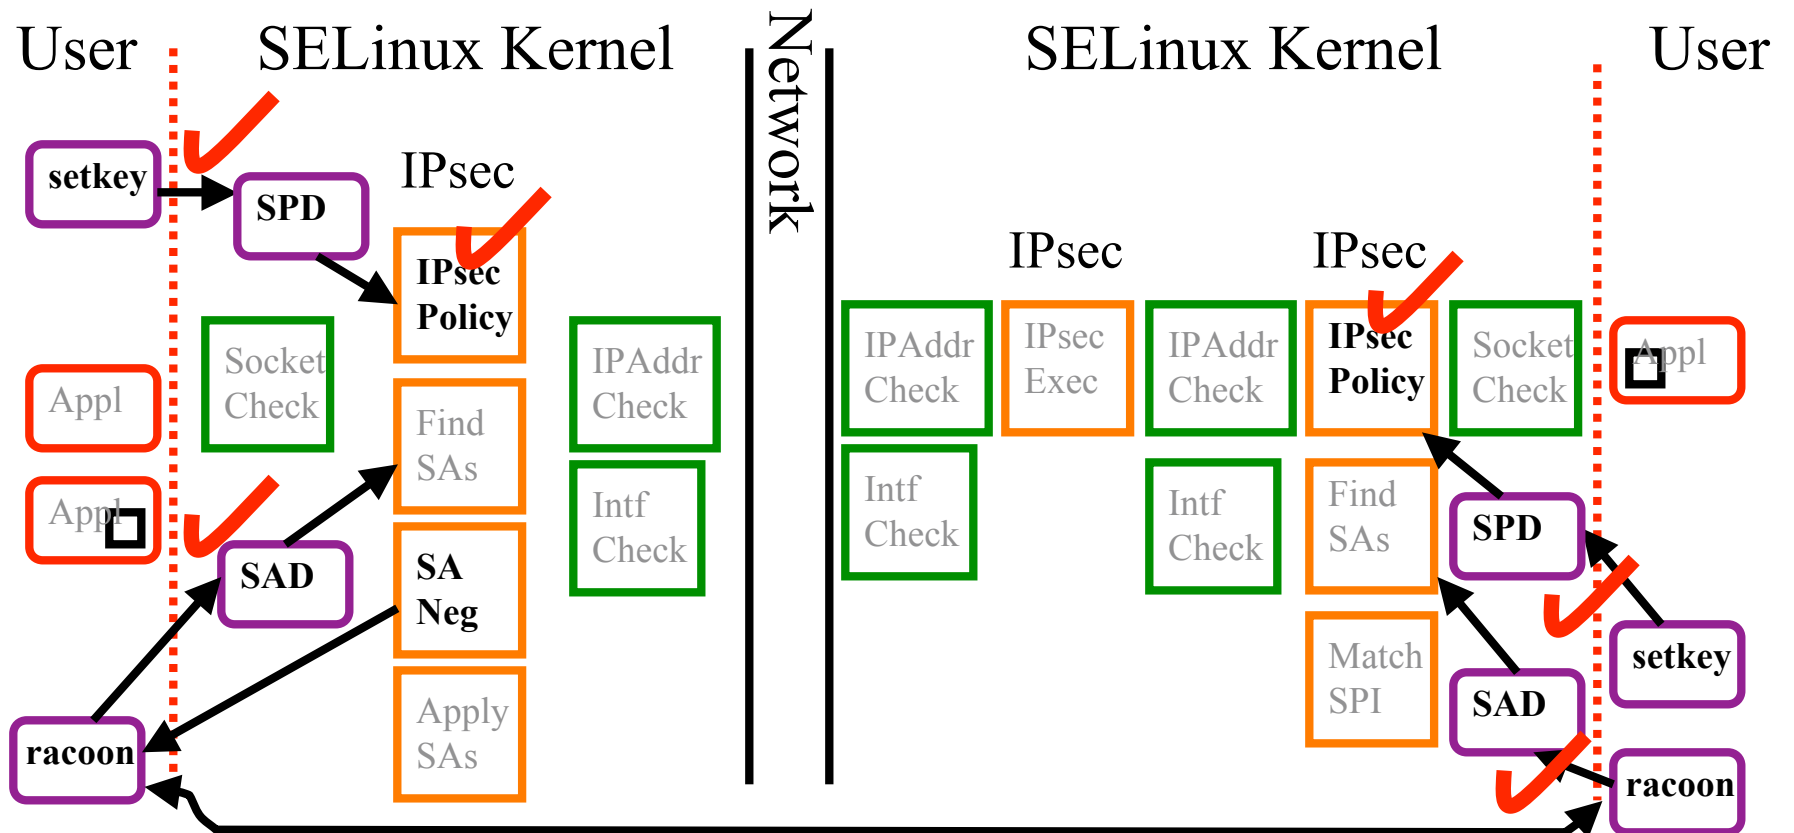 User
SELinux Kernel
Network
SELinux Kernel
User
setkey
SPD
IPsec
IPsec
Policy
Socket
Check
IPAddr
Check
Appl
Find
SAs
Appl
Intf
Check
SAD
SA
Neg
Apply
SAs
racoon
IPsec
IPsec
IPAddr
Check
IPsec
Exec
IPAddr
Check
IPsec
Policy
Socket
Check
Appl
Intf
Check
Intf
Check
Find
SAs
SPD
Match
SPI
setkey
SAD
racoon